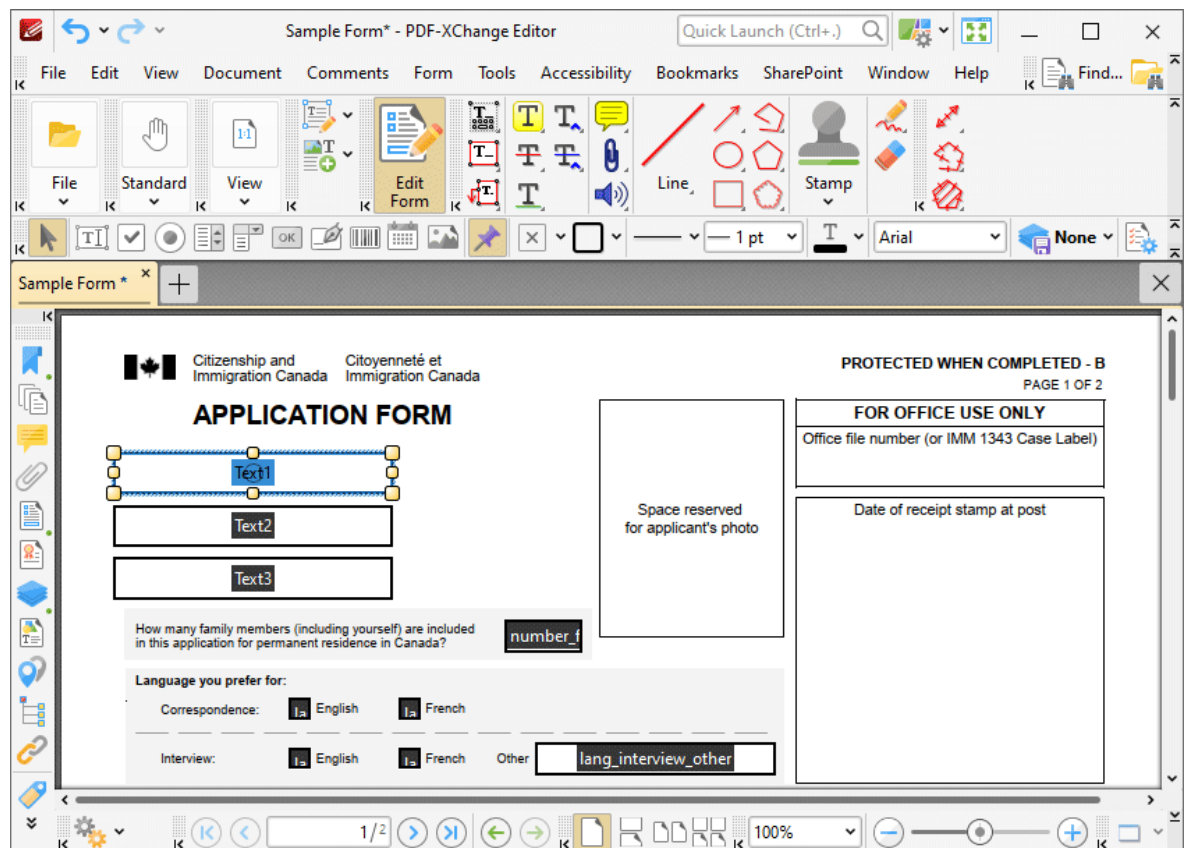 Sample Form* - PDF-XChange Editor
Quick Launch (Ctrl+.)
File Edit View Document Comments Form Tools Accessibility Bookmarks SharePoint Window Help Find...
File Standard View Edit Form Line Stamp
OK 1 pt Arial None
Sample Form *
Citizenship and Immigration Canada
Citoyenneté et Immigration Canada
PROTECTED WHEN COMPLETED - B
PAGE 1 OF 2
APPLICATION FORM
FOR OFFICE USE ONLY
Office file number (or IMM 1343 Case Label)
Text1
Text2
Text3
Space reserved
for applicant's photo
Date of receipt stamp at post
How many family members (including yourself) are included
in this application for permanent residence in Canada?
number_f
Language you prefer for:
Correspondence: la English la French
Interview: la English la French Other lang_interview_other
1/2 100%